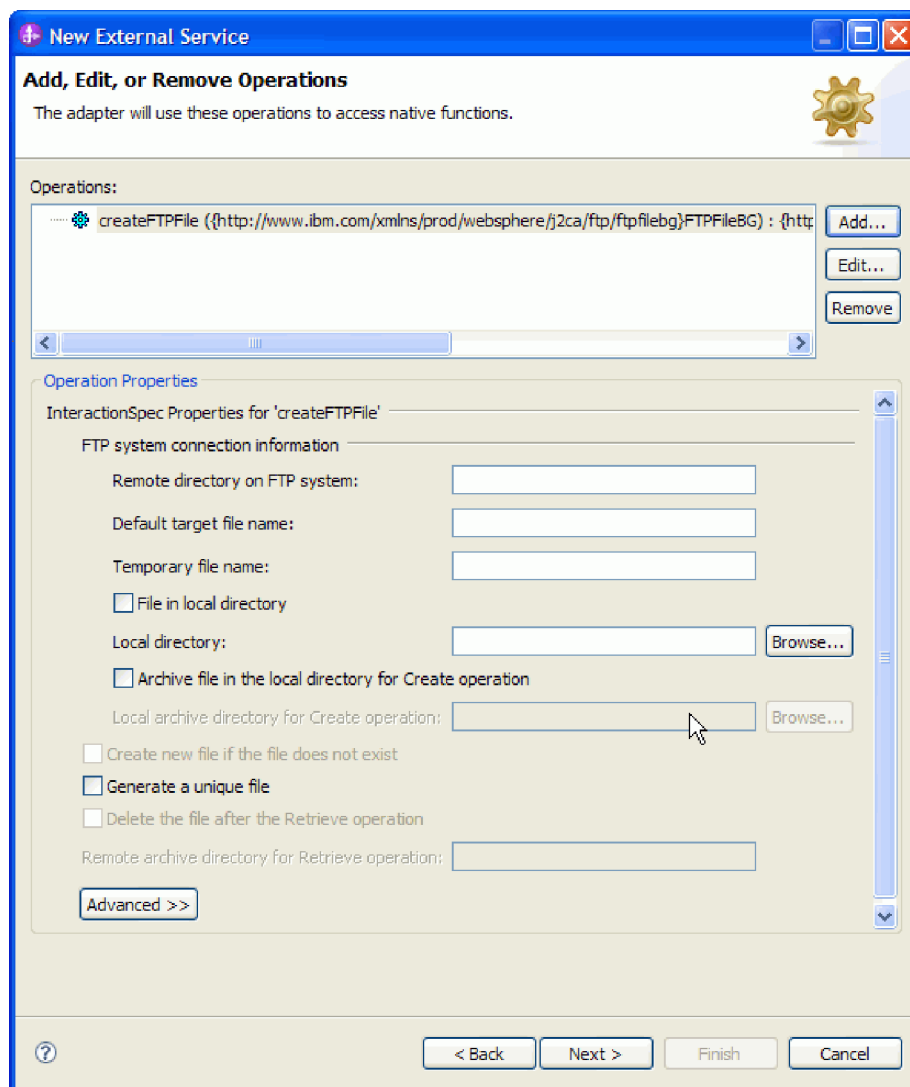 New External Service
Add, Edit, or Remove Operations
The adapter will use these operations to access native functions.
Operations:
createFTPFile ({http://www.ibm.com/xmlns/prod/websphere/j2ca/ftp/ftpfilebg}FTPFileBG) : {http
Add...
Edit...
Remove
Operation Properties
InteractionSpec Properties for 'createFTPFile'
FTP system connection information
Remote directory on FTP system:
Default target file name:
Temporary file name:
File in local directory
Local directory:
Browse...
Archive file in the local directory for Create operation
Local archive directory for Create operation:
Browse...
Create new file if the file does not exist
Generate a unique file
Delete the file after the Retrieve operation
Remote archive directory for Retrieve operation:
Advanced >>
?
< Back
Next >
Finish
Cancel